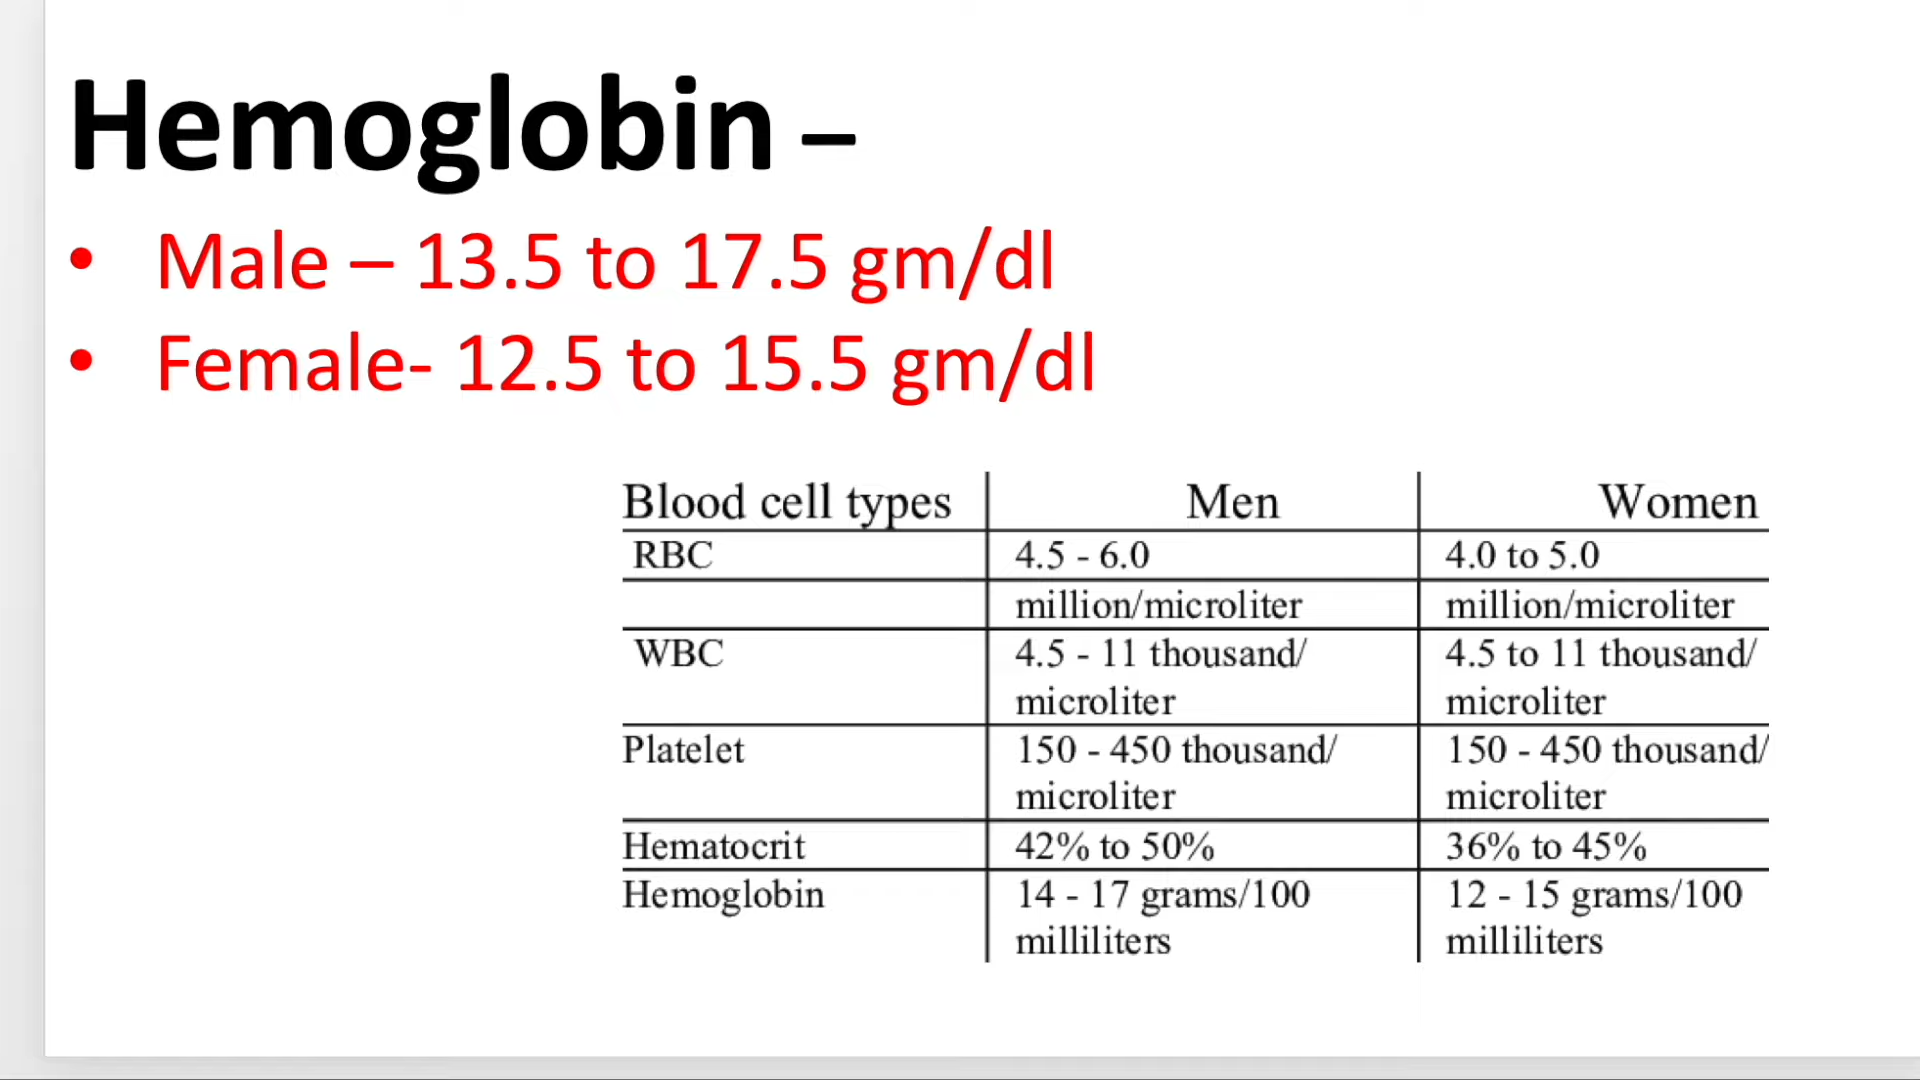 Hemoglobin –
• Male – 13.5 to 17.5 gm/dl
• Female- 12.5 to 15.5 gm/dl
Blood cell types Men Women
RBC 4.5 - 6.0 4.0 to 5.0
million/microliter million/microliter
WBC 4.5 - 11 thousand/ 4.5 to 11 thousand/
microliter microliter
Platelet 150 - 450 thousand/ 150 - 450 thousand/
microliter microliter
Hematocrit 42% to 50% 36% to 45%
Hemoglobin 14 - 17 grams/100 12 - 15 grams/100
milliliters milliliters